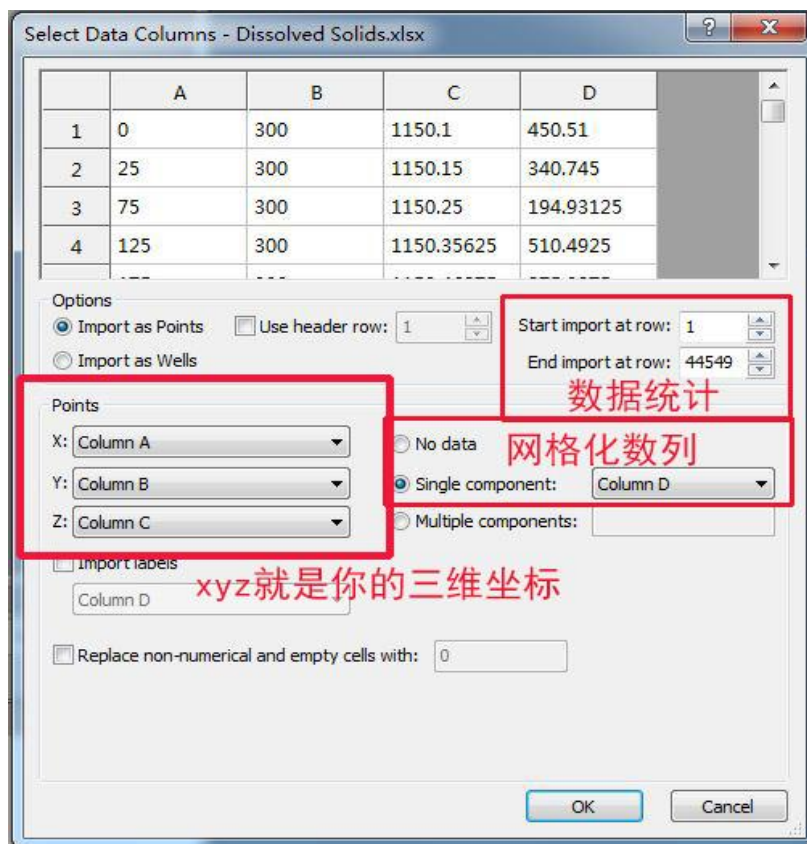 Select Data Columns - Dissolved Solids.xlsx
A B C D
1 0 300 1150.1 450.51
2 25 300 1150.15 340.745
3 75 300 1150.25 194.93125
4 125 300 1150.35625 510.4925
Options
Import as Points Use header row: 1 Start import at row: 1
Import as Wells End import at row: 44549
数据统计
Points
X: Column A No data 网格化数列
Y: Column B Single component: Column D
Z: Column C Multiple components:
Import labels
Column D
xyz就是你的三维坐标
Replace non-numerical and empty cells with: 0
OK Cancel